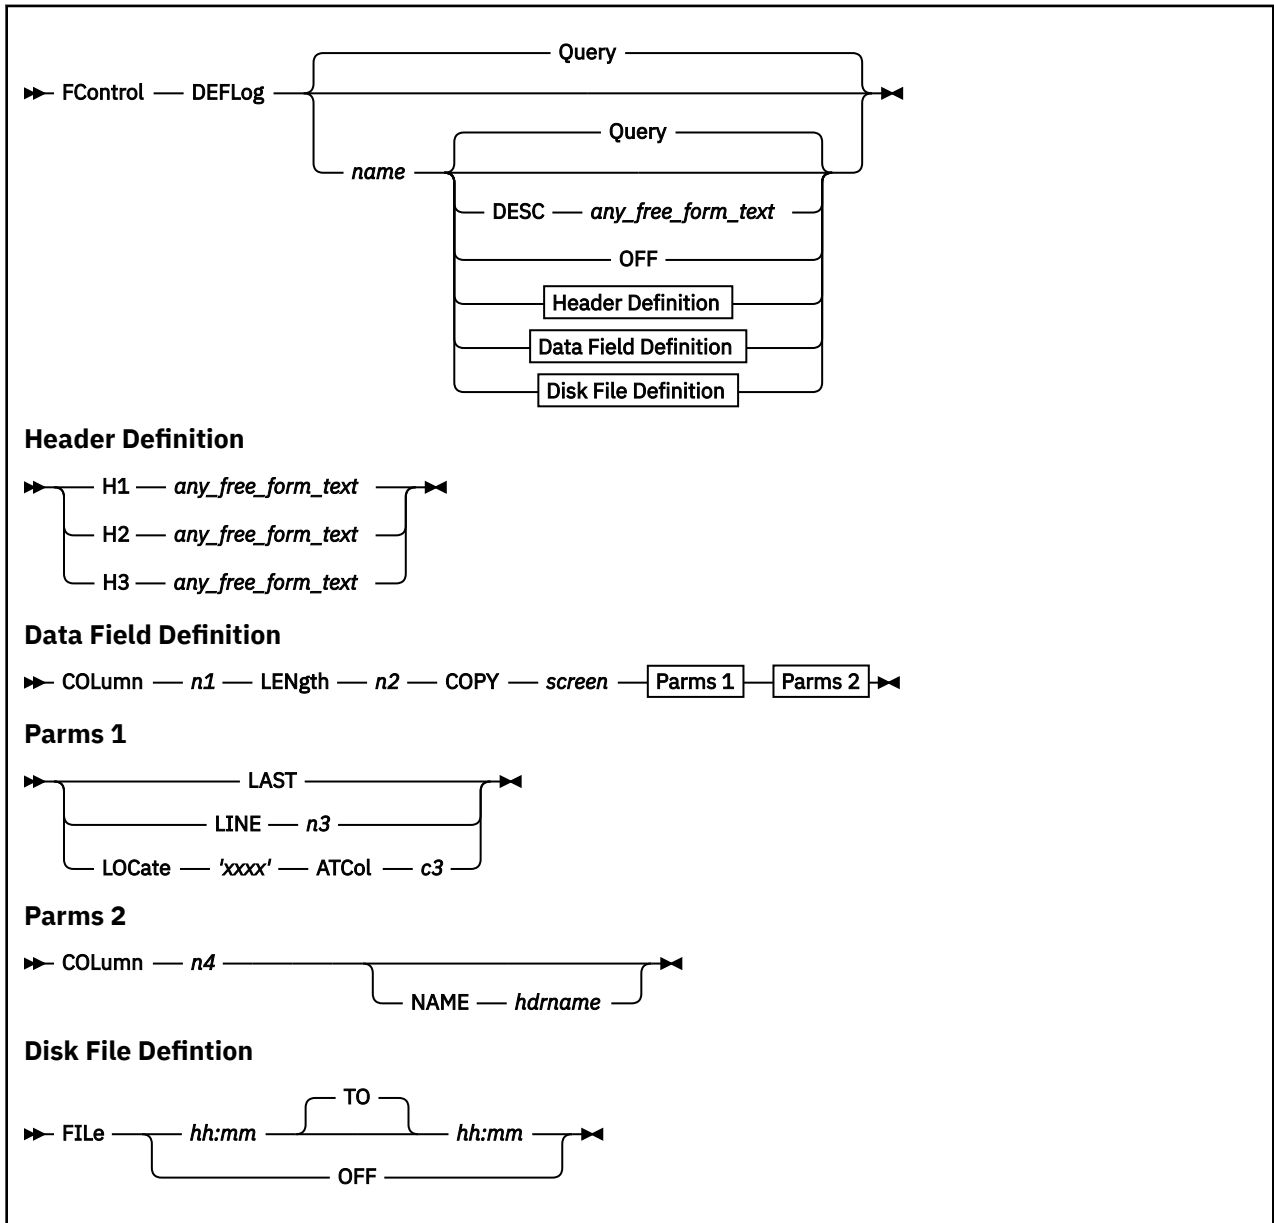 Query
FControl DEFLog
Query
name
DESC any_free_form_text
OFF
Header Definition
Data Field Definition
Disk File Definition
Header Definition
H1 any_free_form_text
H2 any_free_form_text
H3 any_free_form_text
Data Field Definition
COLumn n1 LENgth n2 COPY screen Parms 1 Parms 2
Parms 1
LAST
LINE n3
LOCate 'xxxx' ATCol c3
Parms 2
COLumn n4
NAME hdrname
Disk File Defintion
TO
FILe hh:mm hh:mm
OFF